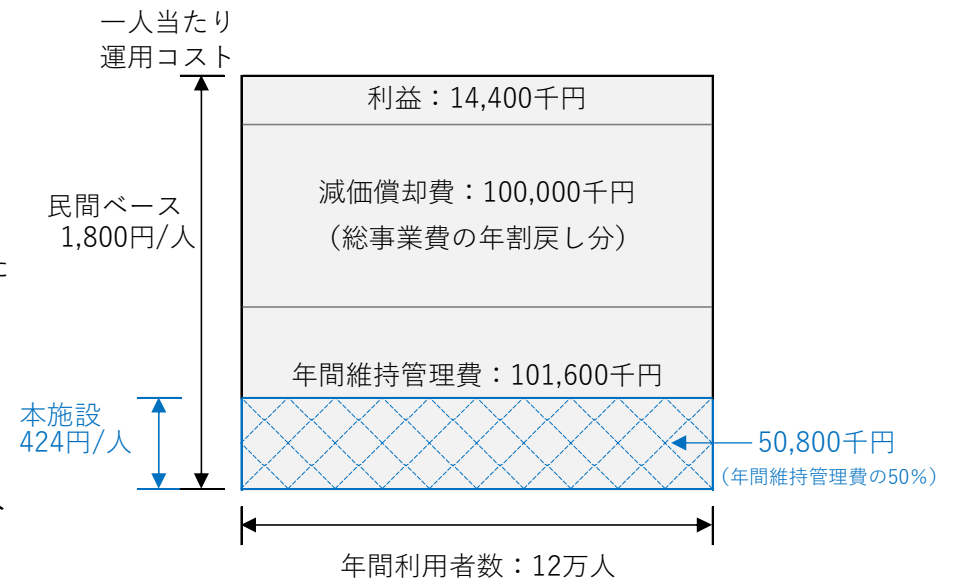 一人当たり
運用コスト
利益：14,400千円
減価償却費：100,000千円
（総事業費の年割戻し分）
民間ベース
1,800円/人
年間維持管理費：101,600千円
本施設
424円/人
50,800千円
（年間維持管理費の50%）
年間利用者数：12万人